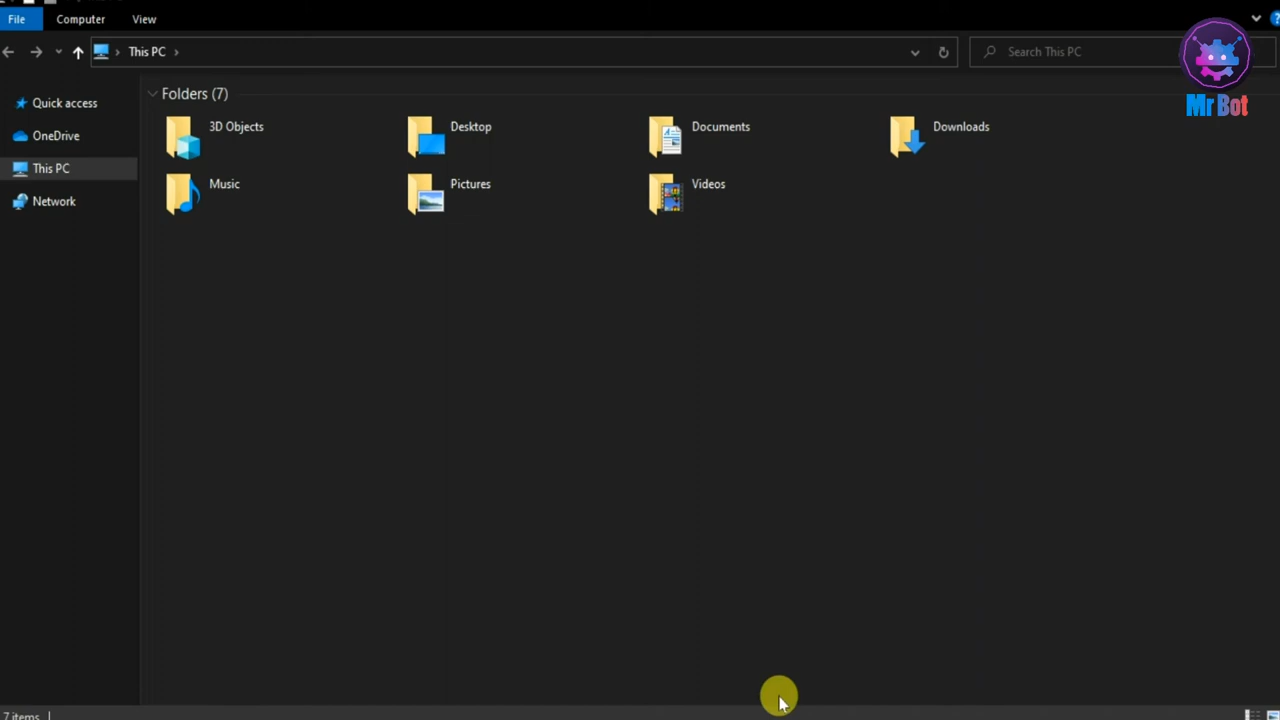 File Computer View
This PC
Search This PC
Mr Bot
Quick access
OneDrive
This PC
Network
Folders (7)
3D Objects
Desktop
Documents
Downloads
Music
Pictures
Videos
7 items